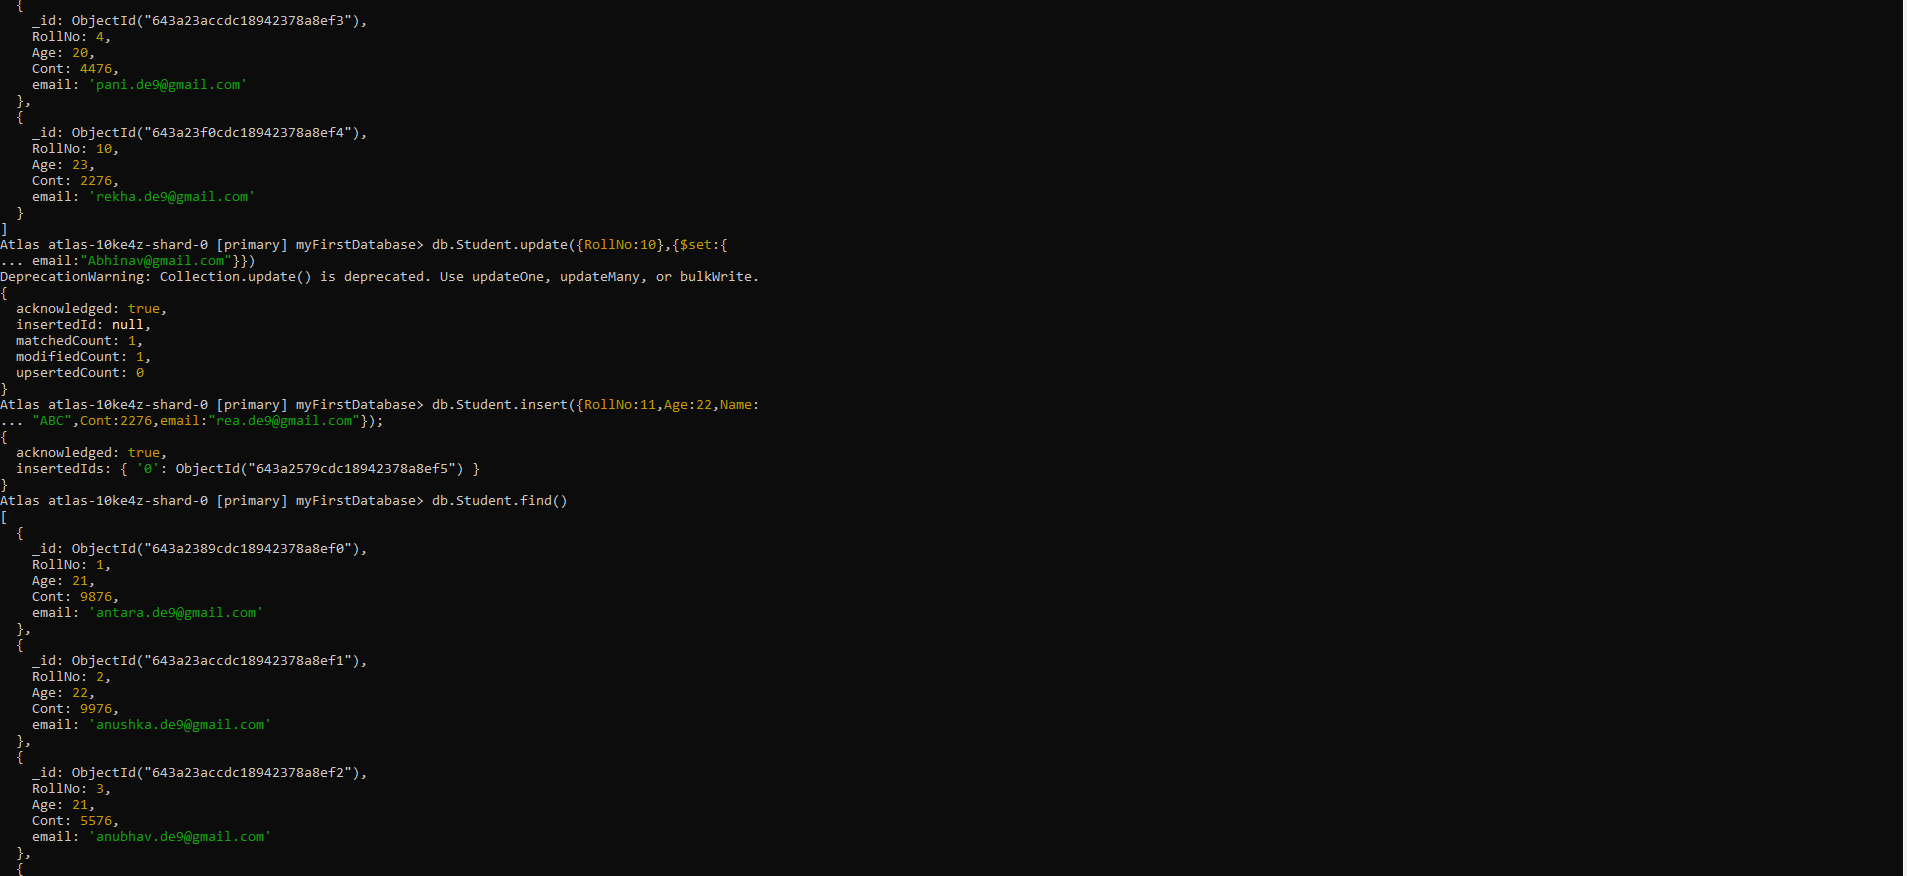 {
_id: ObjectId("643a23accdc18942378a8ef3"),
RollNo: 4,
Age: 20,
Cont: 4476,
email: 'pani.de9@gmail.com'
},
{
_id: ObjectId("643a23f0cdc18942378a8ef4"),
RollNo: 10,
Age: 23,
Cont: 2276,
email: 'rekha.de9@gmail.com'
}
]
Atlas atlas-10ke4z-shard-0 [primary] myFirstDatabase> db.Student.update({RollNo:10},{$set:{
... email:"Abhinav@gmail.com"}})
DeprecationWarning: Collection.update() is deprecated. Use updateOne, updateMany, or bulkWrite.
{
acknowledged: true,
insertedId: null,
matchedCount: 1,
modifiedCount: 1,
upsertedCount: 0
}
Atlas atlas-10ke4z-shard-0 [primary] myFirstDatabase> db.Student.insert({RollNo:11,Age:22,Name:
... "ABC",Cont:2276,email:"rea.de9@gmail.com"});
{
acknowledged: true,
insertedIds: { '0': ObjectId("643a2579cdc18942378a8ef5") }
}
Atlas atlas-10ke4z-shard-0 [primary] myFirstDatabase> db.Student.find()
[
{
_id: ObjectId("643a2389cdc18942378a8ef0"),
RollNo: 1,
Age: 21,
Cont: 9876,
email: 'antara.de9@gmail.com'
},
{
_id: ObjectId("643a23accdc18942378a8ef1"),
RollNo: 2,
Age: 22,
Cont: 9976,
email: 'anushka.de9@gmail.com'
},
{
_id: ObjectId("643a23accdc18942378a8ef2"),
RollNo: 3,
Age: 21,
Cont: 5576,
email: 'anubhav.de9@gmail.com'
},
{